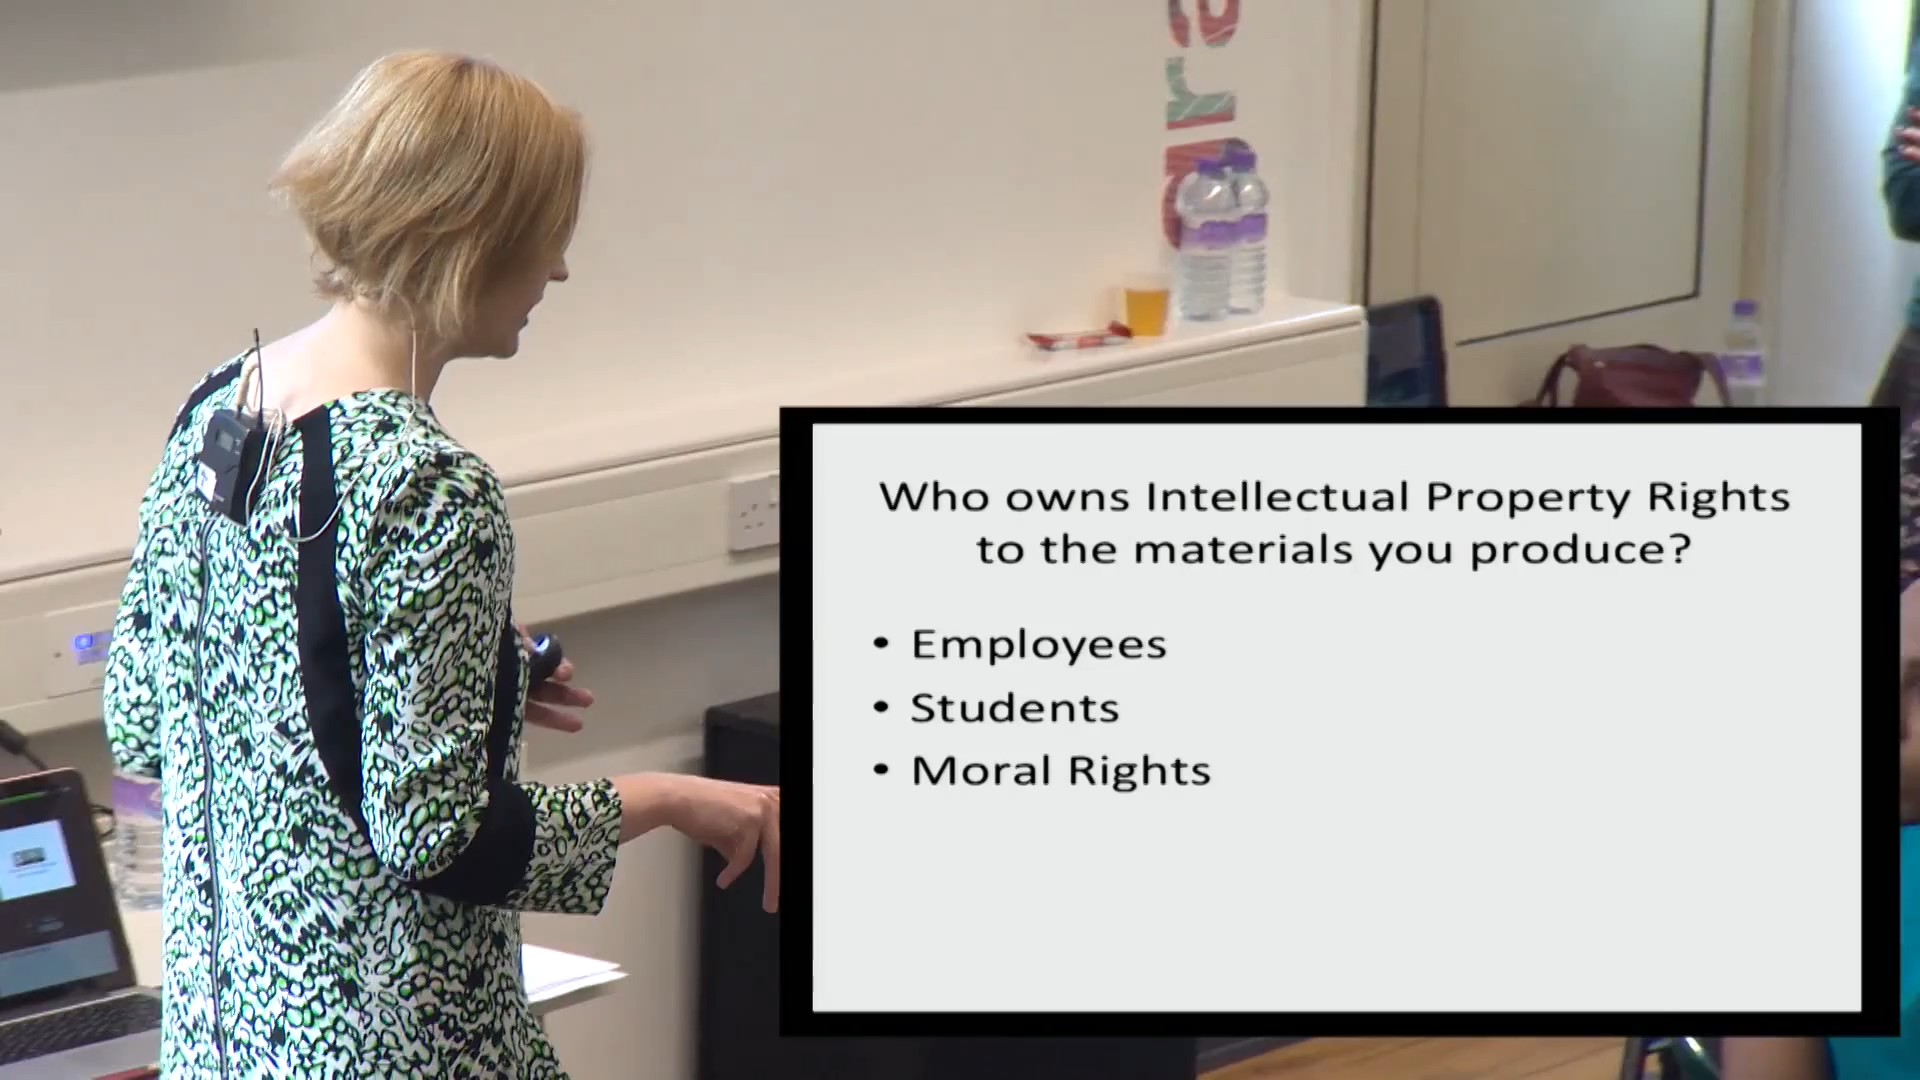 Who owns Intellectual Property Rights
to the materials you produce?
• Employees
• Students
• Moral Rights